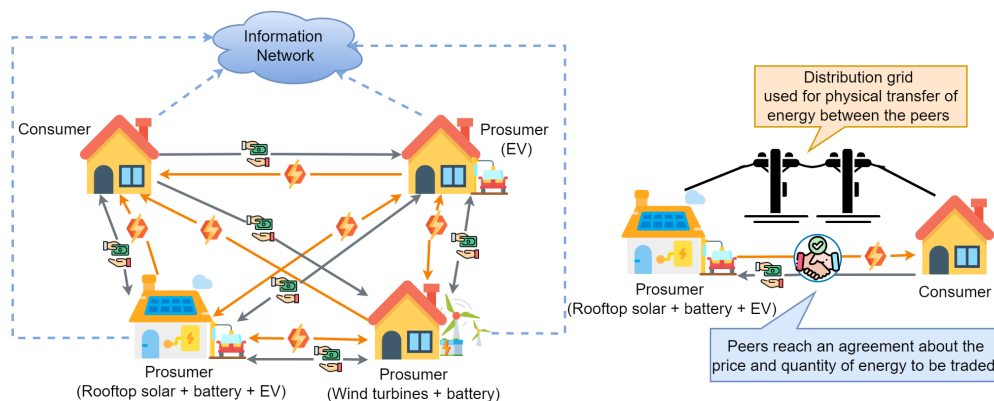 Information
Network
Consumer
Prosumer
(EV)
Prosumer
(Rooftop solar + battery + EV)
Prosumer
(Wind turbines + battery)
Distribution grid
used for physical transfer of
energy between the peers
Prosumer
(Rooftop solar + battery + EV)
Consumer
Peers reach an agreement about the
price and quantity of energy to be traded